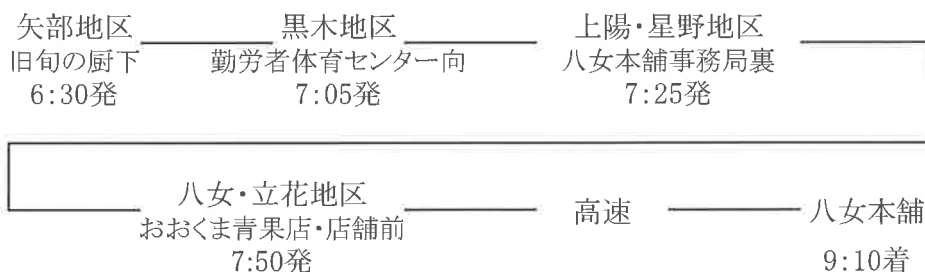 矢部地区
旧旬の厨下
6:30発
黒木地区
勤労者体育センター向
7:05発
上陽・星野地区
八女本舗事務局裏
7:25発
八女・立花地区
おおくま青果店・店舗前
7:50発
高速
八女本舗
9:10着